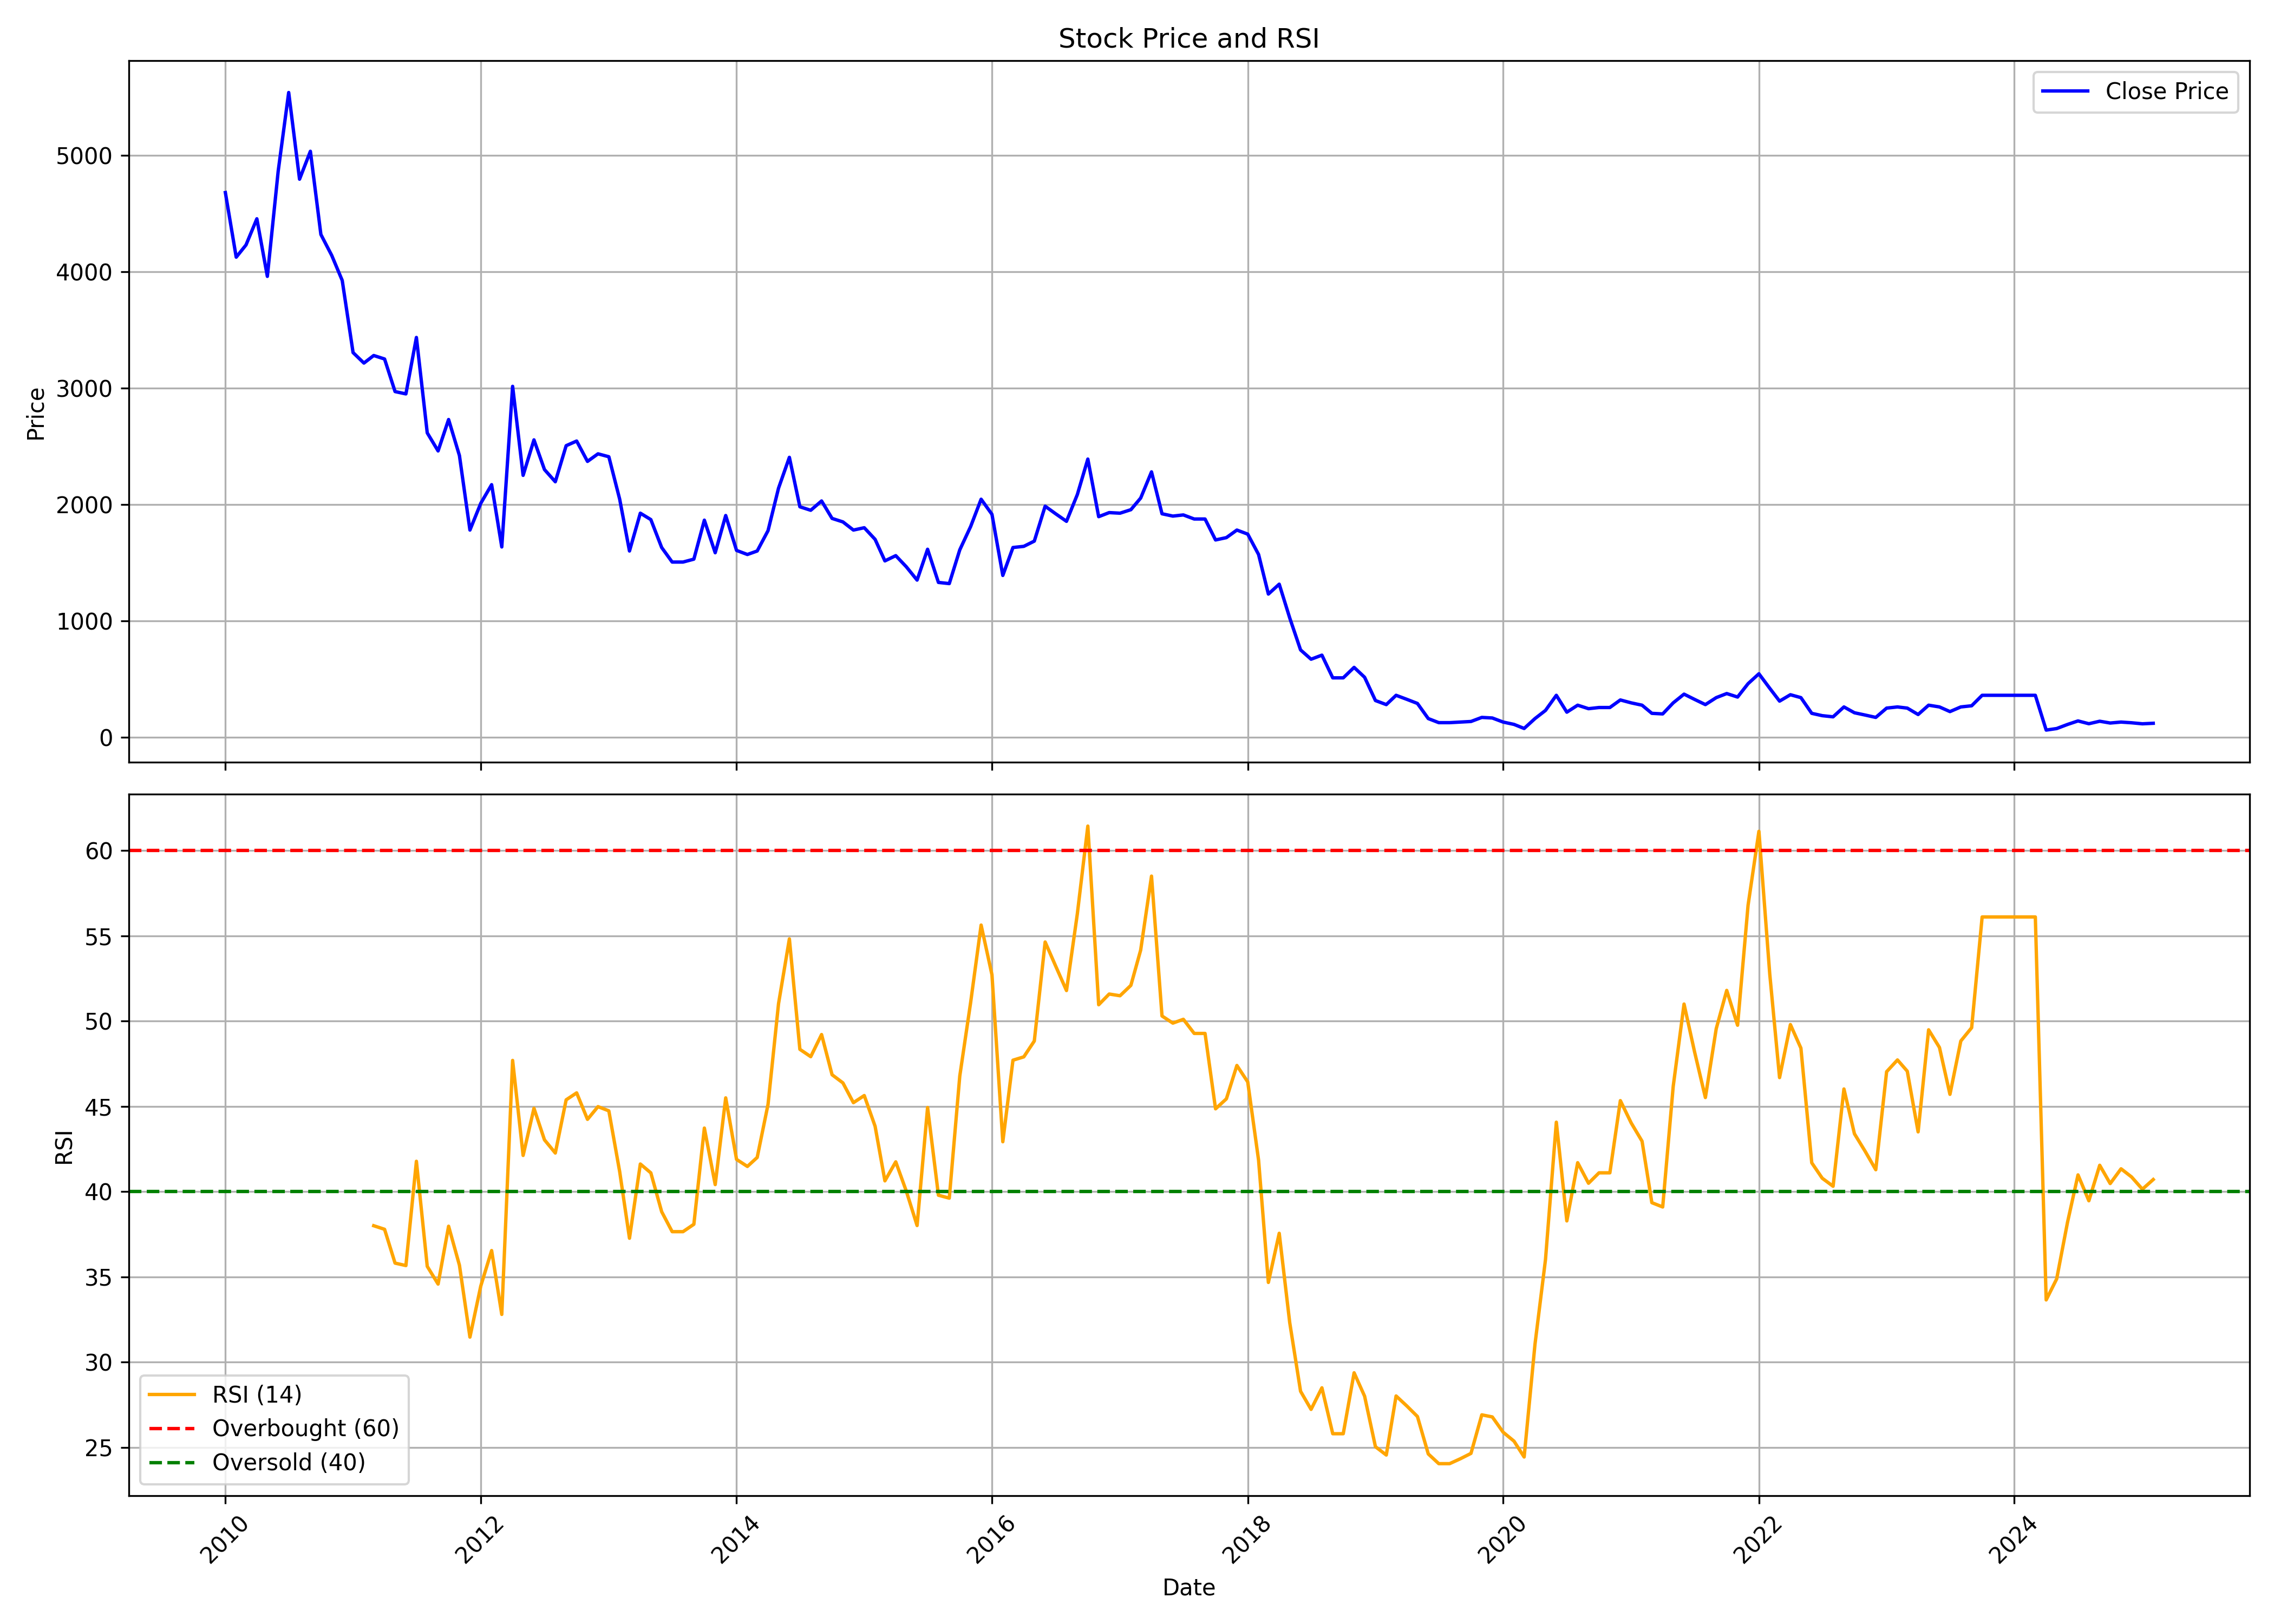 Stock Price and RSI
Close Price
Price
5000
4000
3000
2000
1000
0
RSI
60
55
50
45
40
35
30
25
RSI (14)
Overbought (60)
Oversold (40)
2010
2012
2014
2016
2018
2020
2022
2024
Date